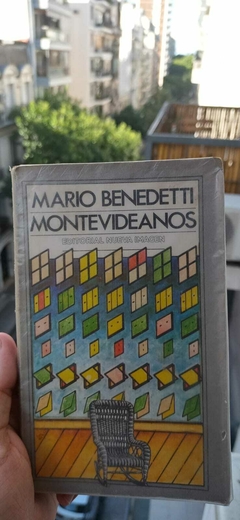 MARIO BENEDETTI
MONTEVIDEANOS
EDITORIAL NUEVA IMAGEN